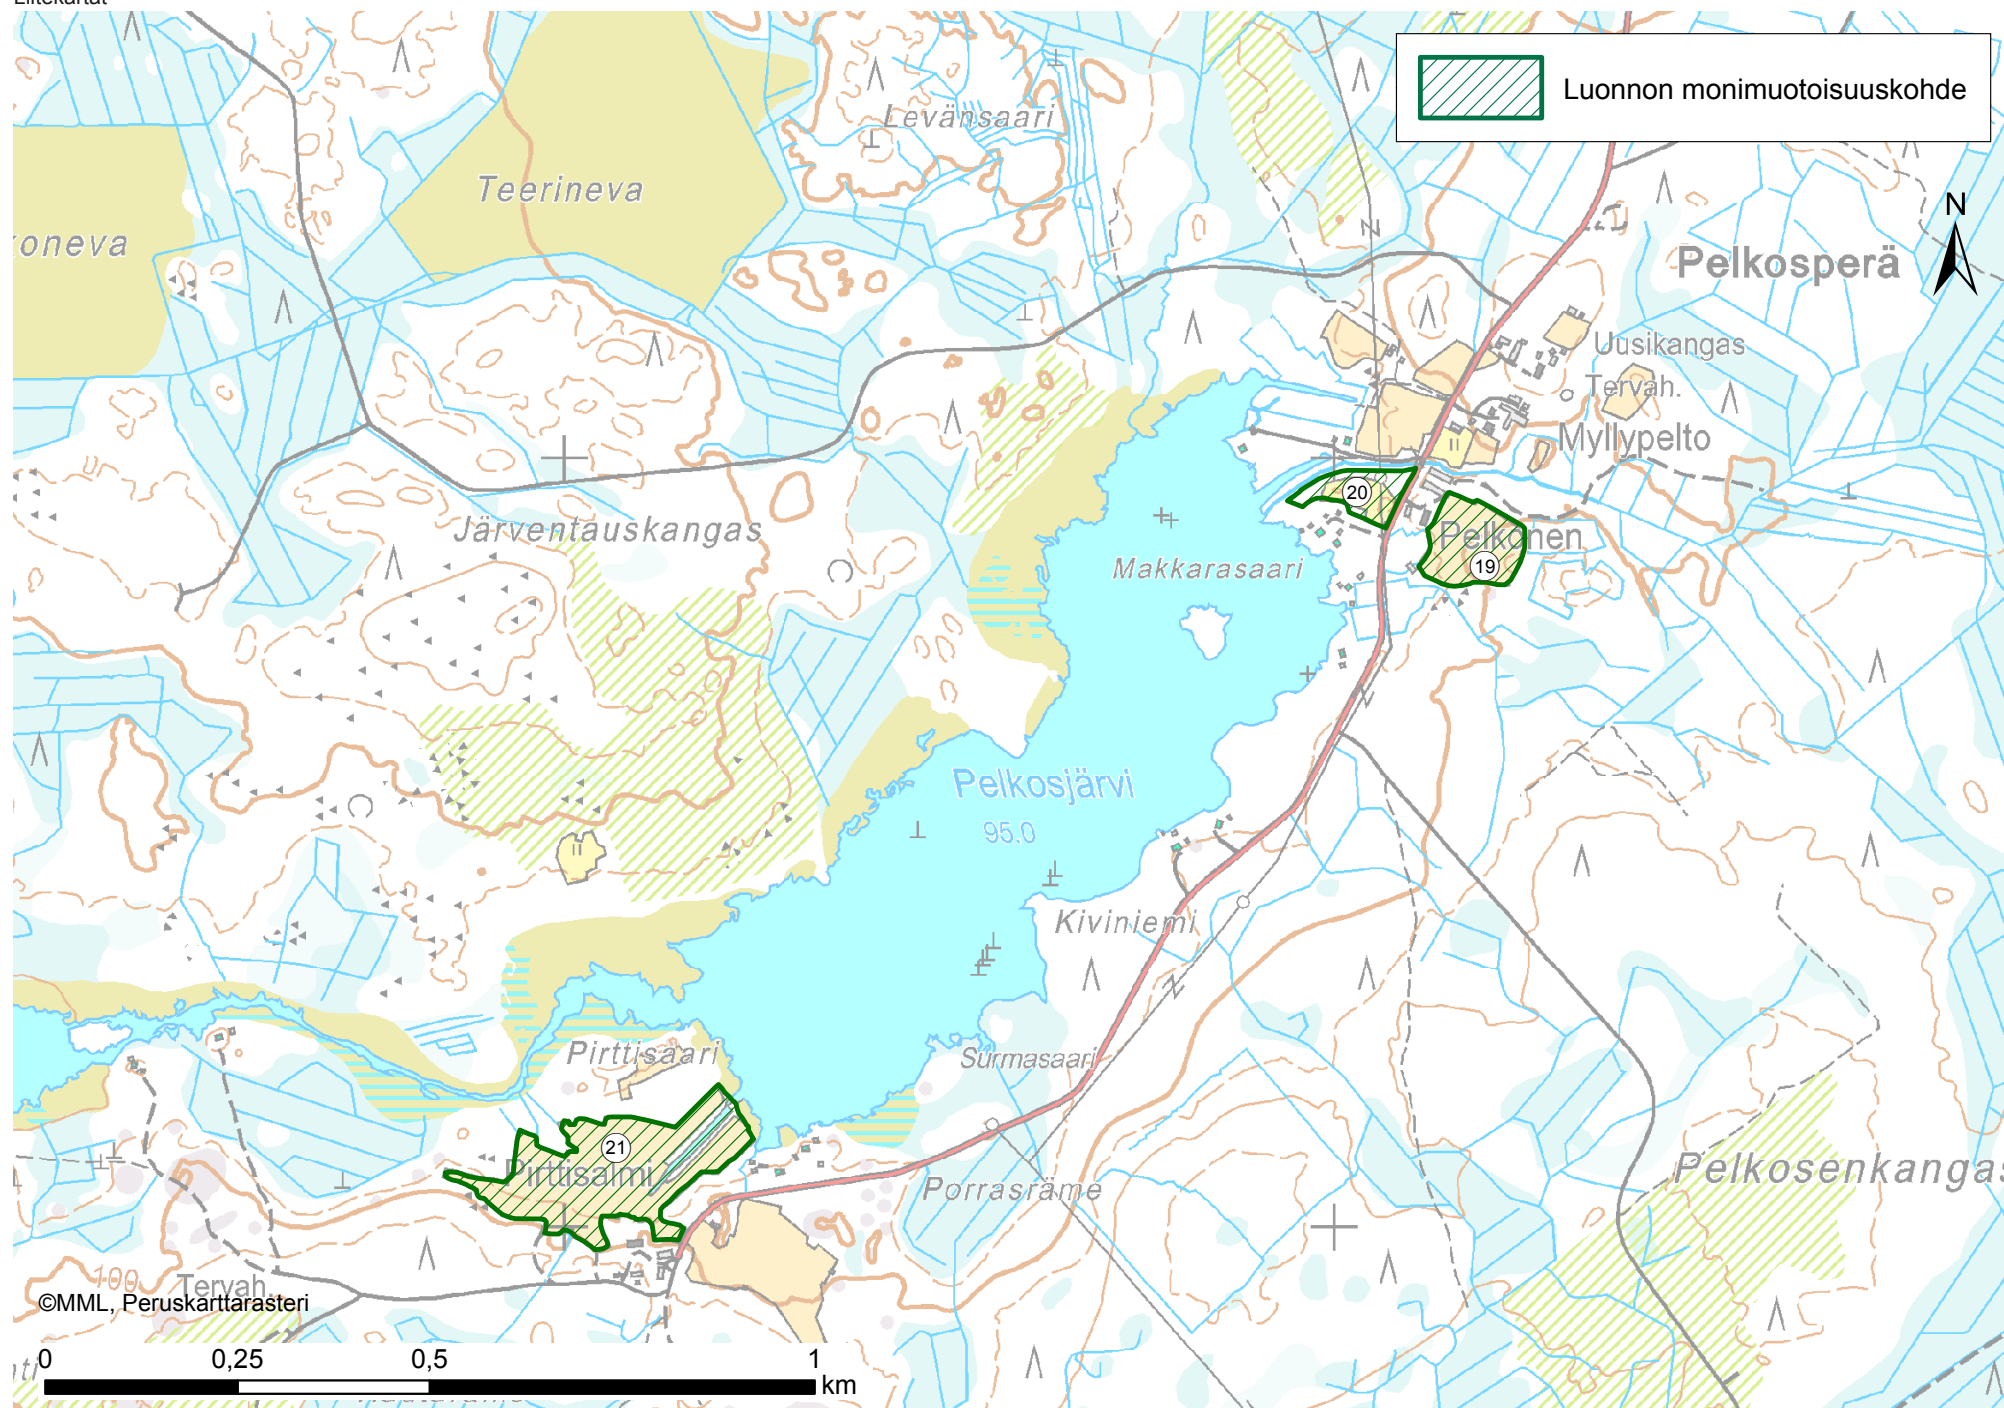 Liitekartat
Luonnon monimuotoisuuskohde
N
Levänsaari
Teerineva
Pelkosperä
Uusikangas
Tervah.
Myllypelto
20
Järventauskangas
Pelkonen
19
Makkarasaari
Pelkosjärvi
95.0
Kiviniemi
Pirttisaari
Surmasaari
21
Pirttisalmi
Porrasräme
Pelkosenkangas
100
Tervah.
©MML, Peruskarttarasteri
0 0,25 0,5 1
km